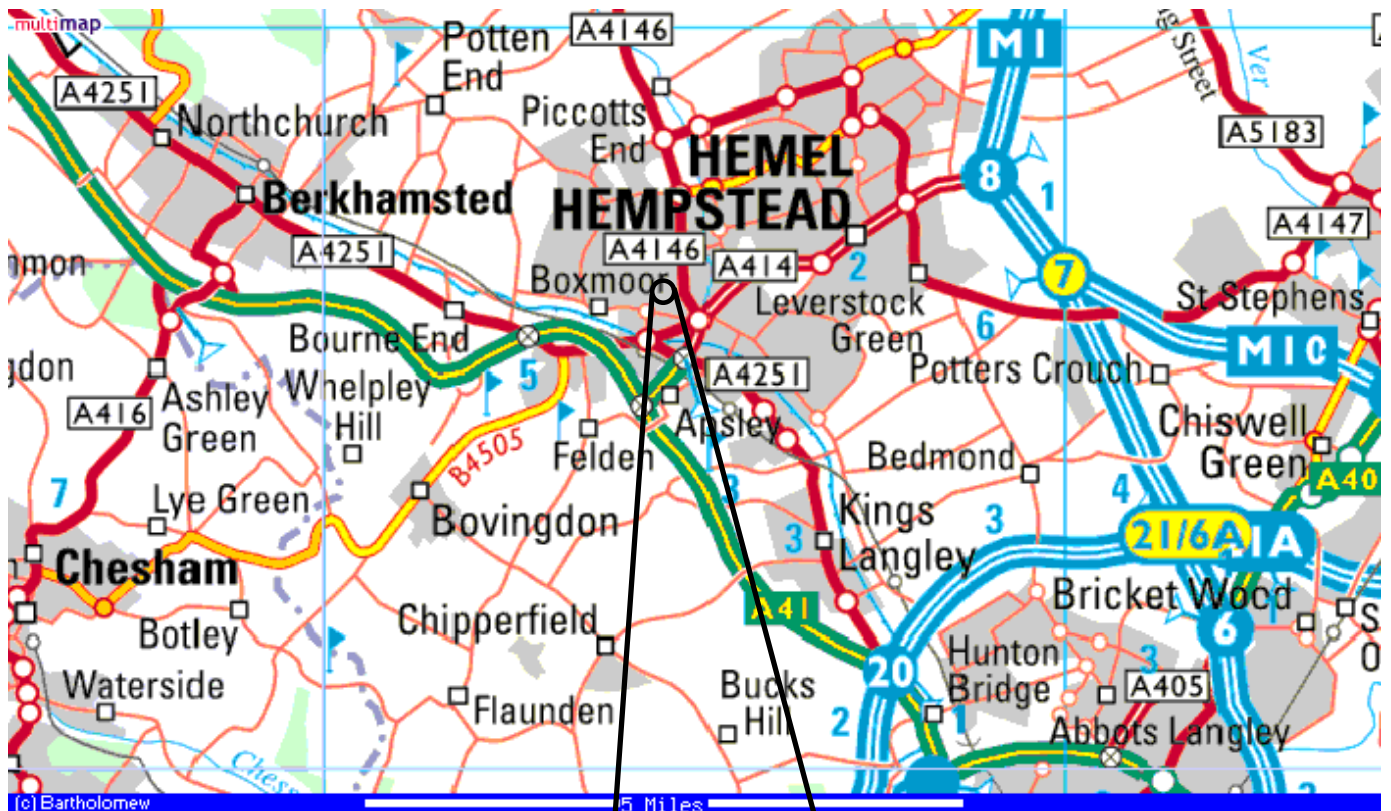 multimap
A4146
M1
Potten
End
Ver
Street
A4251
Piccotts
End
Northchurch
A5183
HEMEL
HEMPSTEAD
8
1
Berkhamsted
A4147
A4251
A4146
A414
2
7
Boxmoor
St Stephens
Leverstock
Green
6
Bourne End
M10
5
Whelpley
Hill
A4251
Potters Crouch
Ashley
Green
A416
Apsley
Chiswell
Green
Felden
B4505
Bedmond
A40
7
3
4
Lye Green
Bovingdon
Kings
Langley
3
3
21/6A
Chesham
Bricket Wood
1
A41
Chipperfield
Botley
6
Hunton
Bridge
3
20
Waterside
Bucks
Hill
A405
Flaunden
2
1
Abbots Langley
Chess
(c) Bartholomew
5 Miles